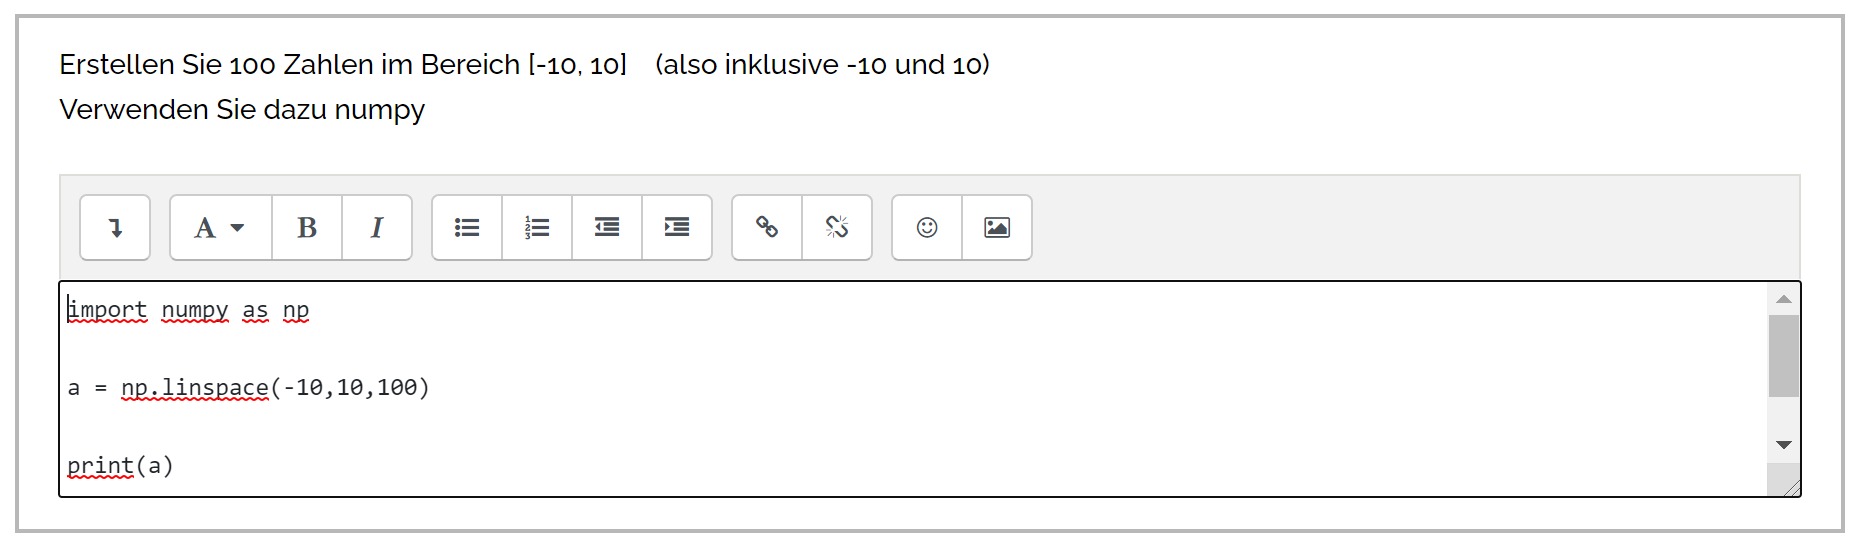 Erstellen Sie 100 Zahlen im Bereich [-10, 10] (also inklusive -10 und 10)
Verwenden Sie dazu numpy
A B I
import numpy as np
a = np.linspace(-10,10,100)
print(a)